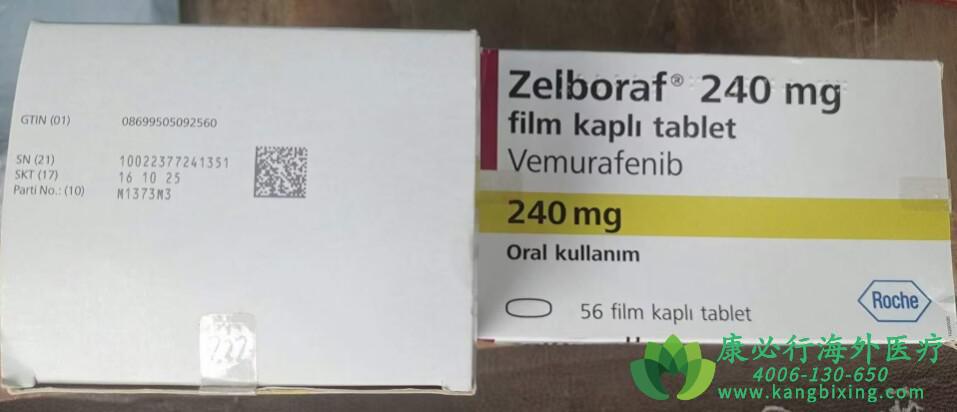 GTIN (01) 08699505092560
SN (21) 10022377241351
SKT (17) 16 10 25
Parti No.: (10) M1373M3
222
Zelboraf® 240 mg
film kaplı tablet
Vemurafenib
240 mg
Oral kullanım
56 film kaplı tablet
Roche
康必行海外医疗
4006-130-650
www.kangbixing.com